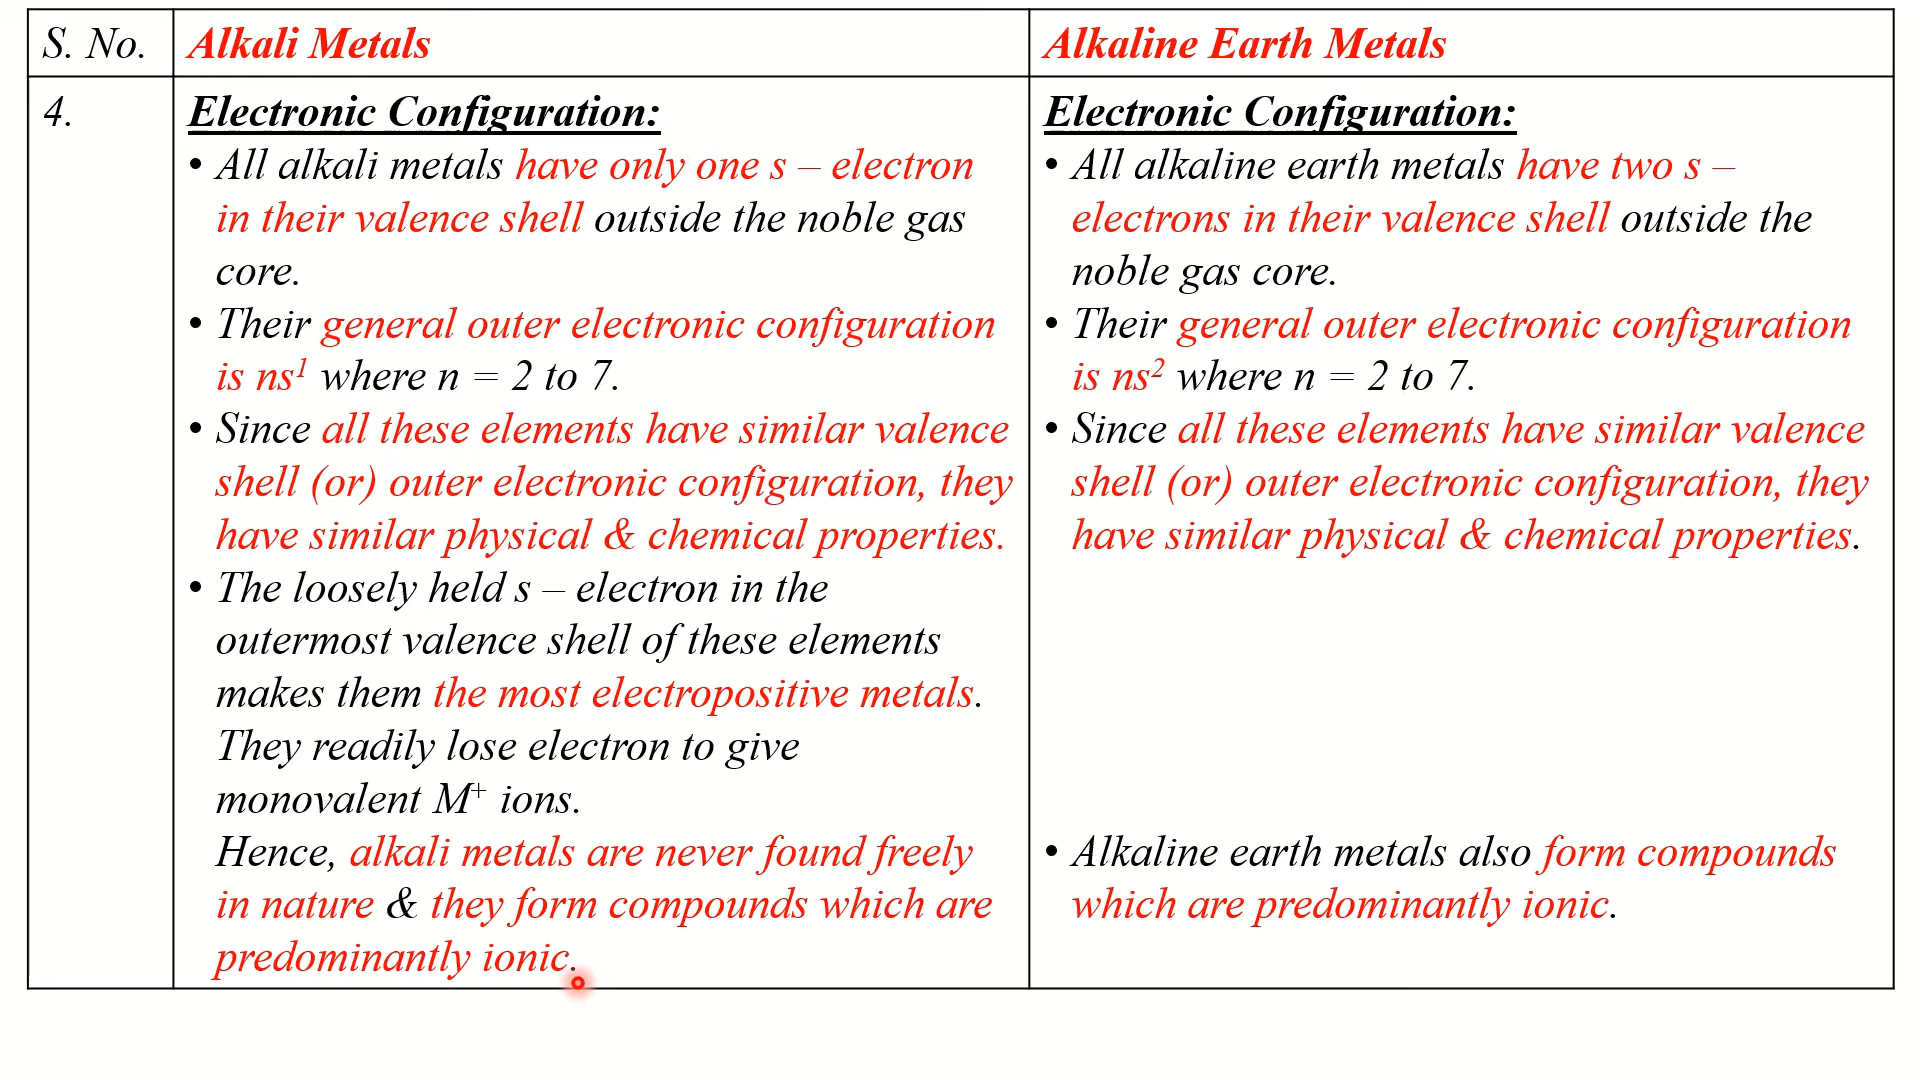 S. No.
Alkali Metals
Alkaline Earth Metals
4.
Electronic Configuration:
• All alkali metals have only one s – electron
in their valence shell outside the noble gas
core.
• Their general outer electronic configuration
is ns¹ where n = 2 to 7.
• Since all these elements have similar valence
shell (or) outer electronic configuration, they
have similar physical & chemical properties.
• The loosely held s – electron in the
outermost valence shell of these elements
makes them the most electropositive metals.
They readily lose electron to give
monovalent M⁺ ions.
Hence, alkali metals are never found freely
in nature & they form compounds which are
predominantly ionic.
Electronic Configuration:
• All alkaline earth metals have two s –
electrons in their valence shell outside the
noble gas core.
• Their general outer electronic configuration
is ns² where n = 2 to 7.
• Since all these elements have similar valence
shell (or) outer electronic configuration, they
have similar physical & chemical properties.
• Alkaline earth metals also form compounds
which are predominantly ionic.